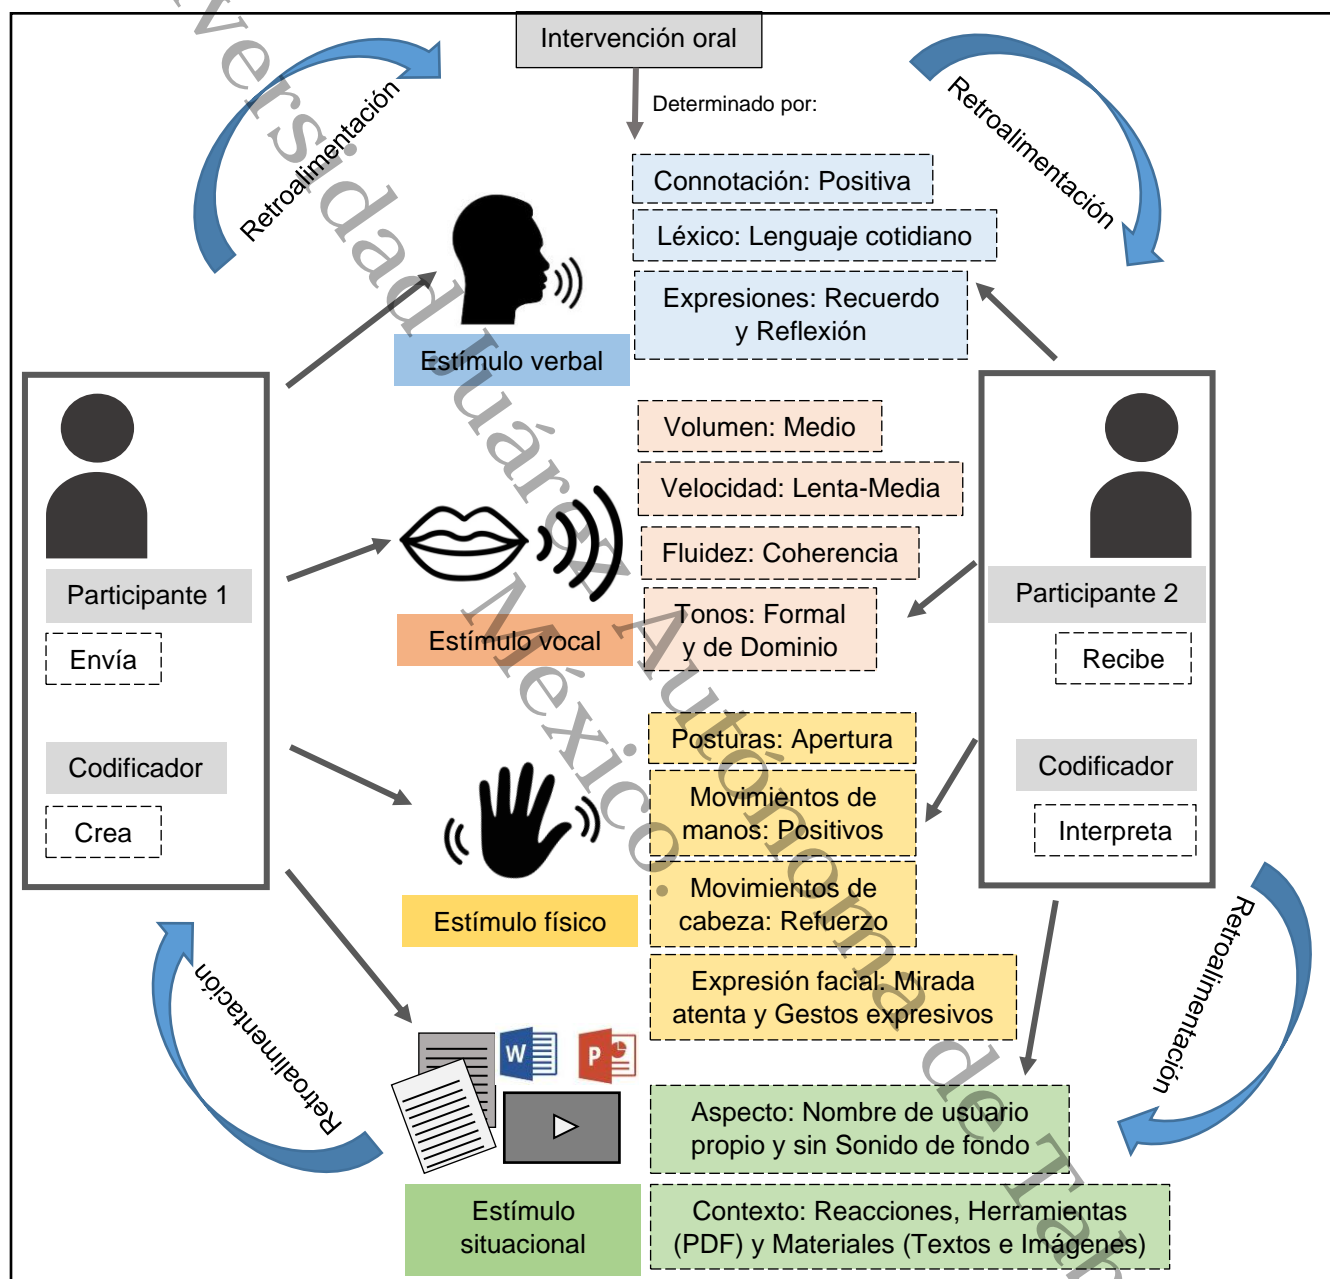 Intervención oral
Determinado por:
Retroalimentación
Retroalimentación
Connotación: Positiva
Léxico: Lenguaje cotidiano
Expresiones: Recuerdo
y Reflexión
Estímulo verbal
Volumen: Medio
Velocidad: Lenta-Media
Fluidez: Coherencia
Tonos: Formal
y de Dominio
Estímulo vocal
Participante 1
Envía
Codificador
Crea
Participante 2
Recibe
Codificador
Interpreta
Posturas: Apertura
Movimientos de
manos: Positivos
Movimientos de
cabeza: Refuerzo
Expresión facial: Mirada
atenta y Gestos expresivos
Estímulo físico
Retroalimentación
Retroalimentación
W
P
Aspecto: Nombre de usuario
propio y sin Sonido de fondo
Estímulo
situacional
Contexto: Reacciones, Herramientas
(PDF) y Materiales (Textos e Imágenes)
Juárez Autónoma de
México.